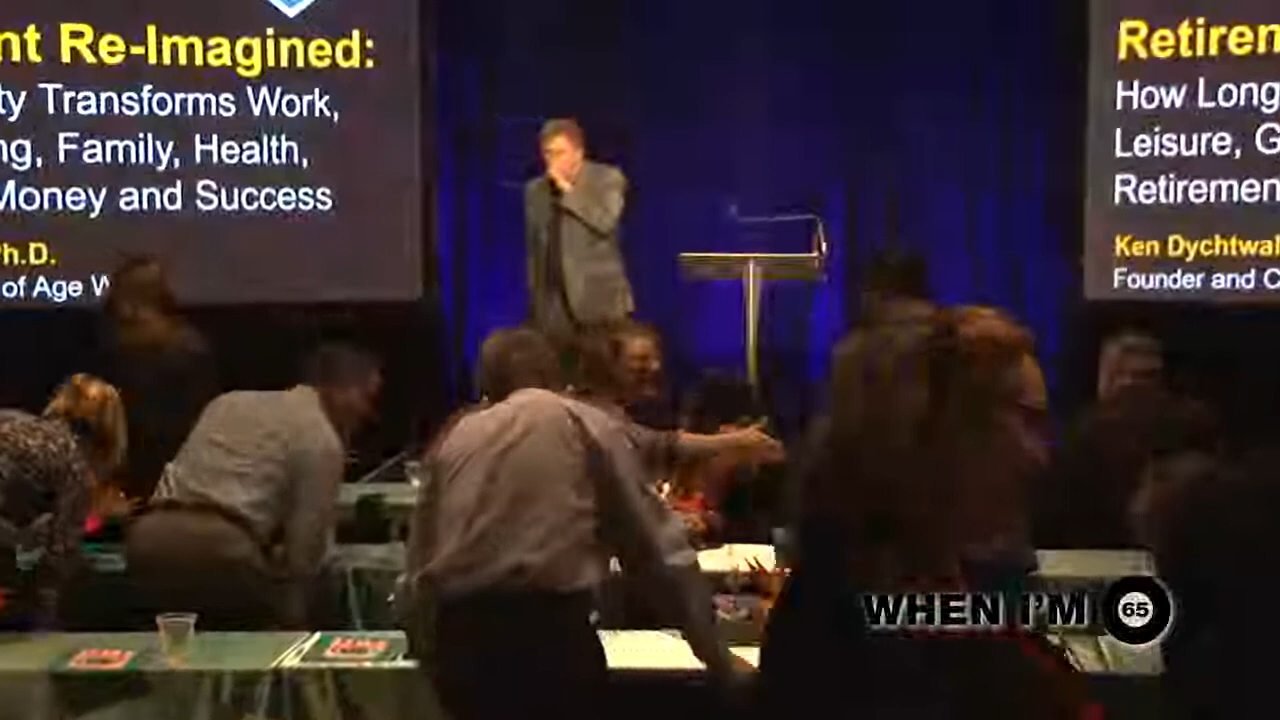 nt Re-Imagined:
ty Transforms Work,
ng, Family, Health,
Money and Success
Ph.D.
of Age W
Retirem
How Long
Leisure, G
Retiremen
Ken Dychtwal
Founder and C
WHEN I'M 65